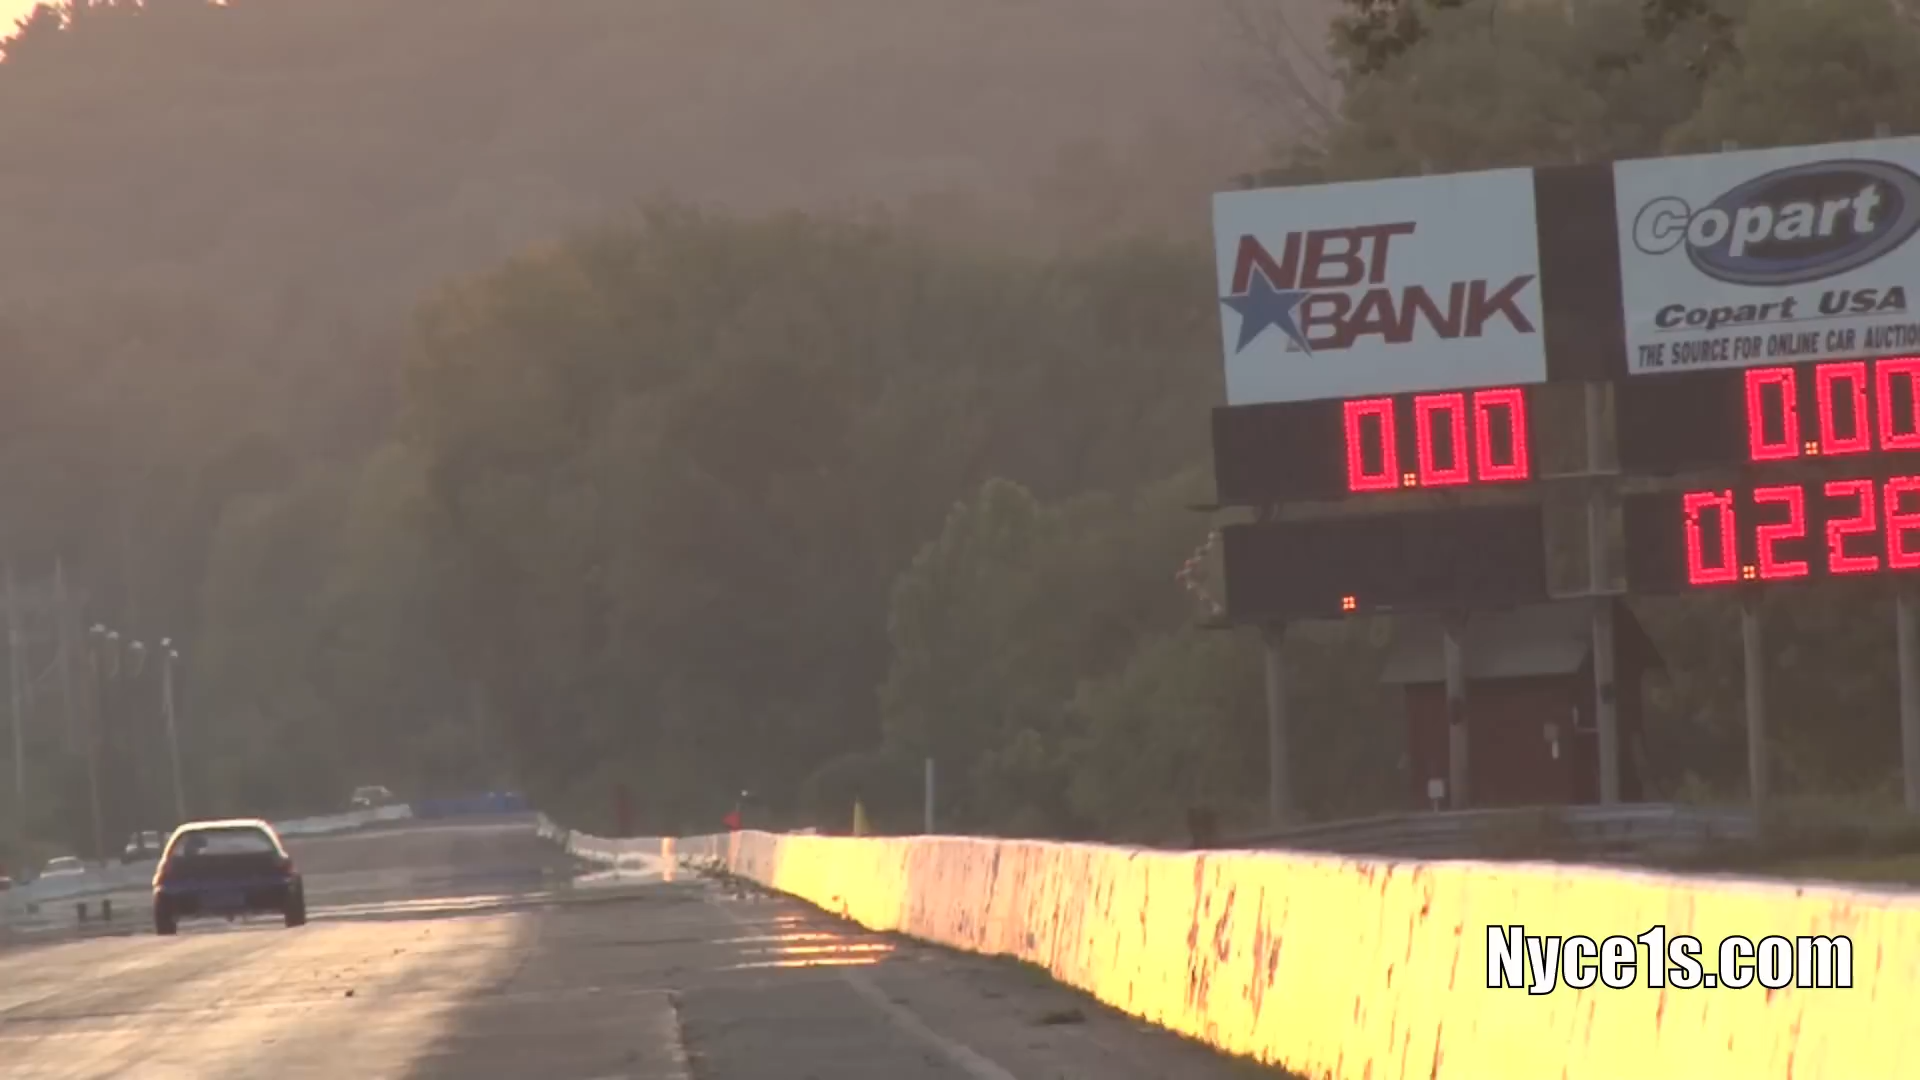 NBT
BANK
Copart
Copart USA
THE SOURCE FOR ONLINE CAR AUCTIO
0.00
0.00
0.226
Nyce1s.com